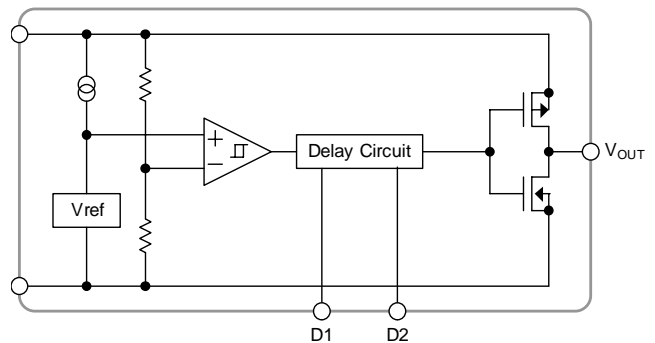 +
−
Delay Circuit
VOUT
Vref
D1
D2